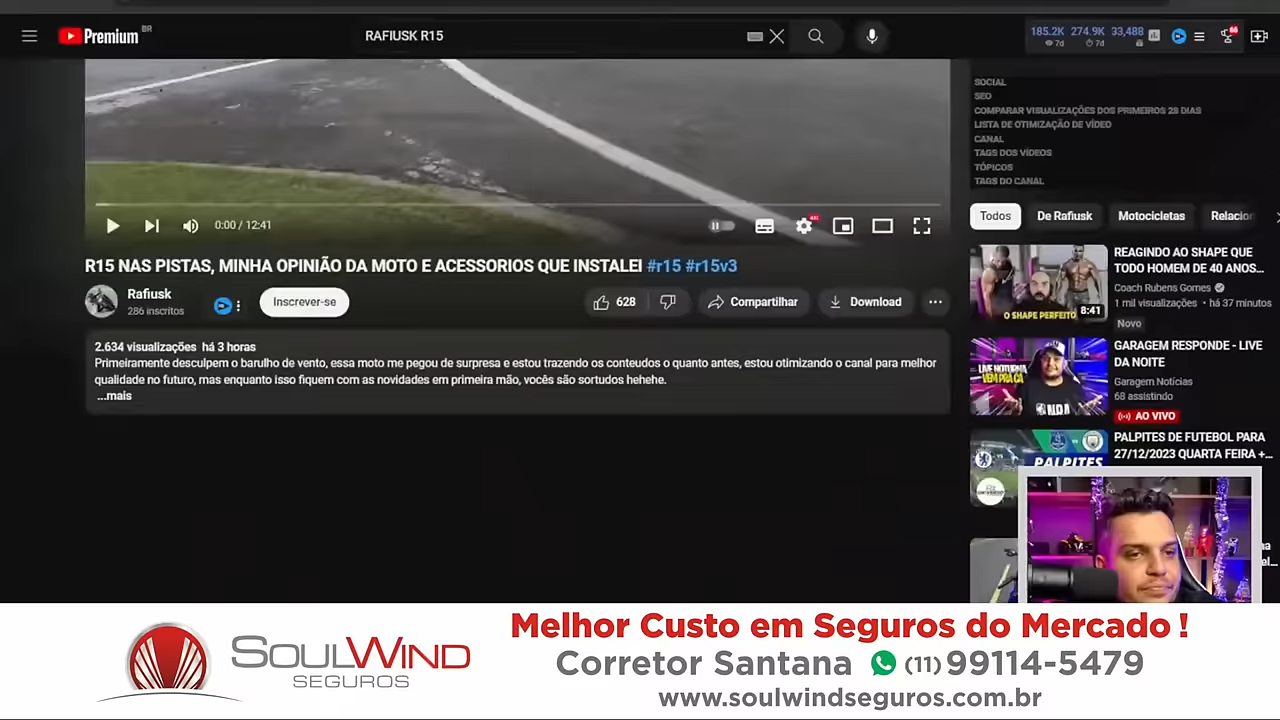 Premium BR
RAFIUSK R15
185.2K 274.9K 33,488
7d 7d
SOCIAL
SEO
COMPARAR VISUALIZAÇÕES DOS PRIMEIROS 28 DIAS
LISTA DE OTIMIZAÇÃO DE VÍDEO
CANAL
TAGS DOS VÍDEOS
TÓPICOS
TAGS DO CANAL
0:00 / 12:41
Todos
De Rafiusk
Motocicletas
Relacion
R15 NAS PISTAS, MINHA OPINIÃO DA MOTO E ACESSORIOS QUE INSTALEI #r15 #r15v3
Rafiusk
286 inscritos
Inscrever-se
628
Compartilhar
Download
2.634 visualizações há 3 horas
Primeiramente desculpem o barulho de vento, essa moto me pegou de surpresa e estou trazendo os conteudos o quanto antes, estou otimizando o canal para melhor
qualidade no futuro, mas enquanto isso fiquem com as novidades em primeira mão, vocês são sortudos hehehe.
...mais
O SHAPE PERFEITO
8:41
REAGINDO AO SHAPE QUE
TODO HOMEM DE 40 ANOS...
Coach Rubens Gomes
1 mil visualizações • há 37 minutos
Novo
LIVE NOTURNA
VEM PRA CÁ
GARAGEM RESPONDE - LIVE
DA NOITE
Garagem Notícias
68 assistindo
AO VIVO
PALPITES
PALPITES DE FUTEBOL PARA
27/12/2023 QUARTA FEIRA +...
SOULWIND
SEGUROS
Melhor Custo em Seguros do Mercado !
Corretor Santana (11) 99114-5479
www.soulwindseguros.com.br